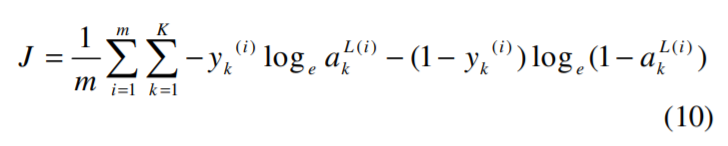 J = \frac{1}{m} \sum_{i=1}^{m} \sum_{k=1}^{K} -y_k^{(i)} \log_e a_k^{L(i)} - (1 - y_k^{(i)}) \log_e (1 - a_k^{L(i)})
(10)